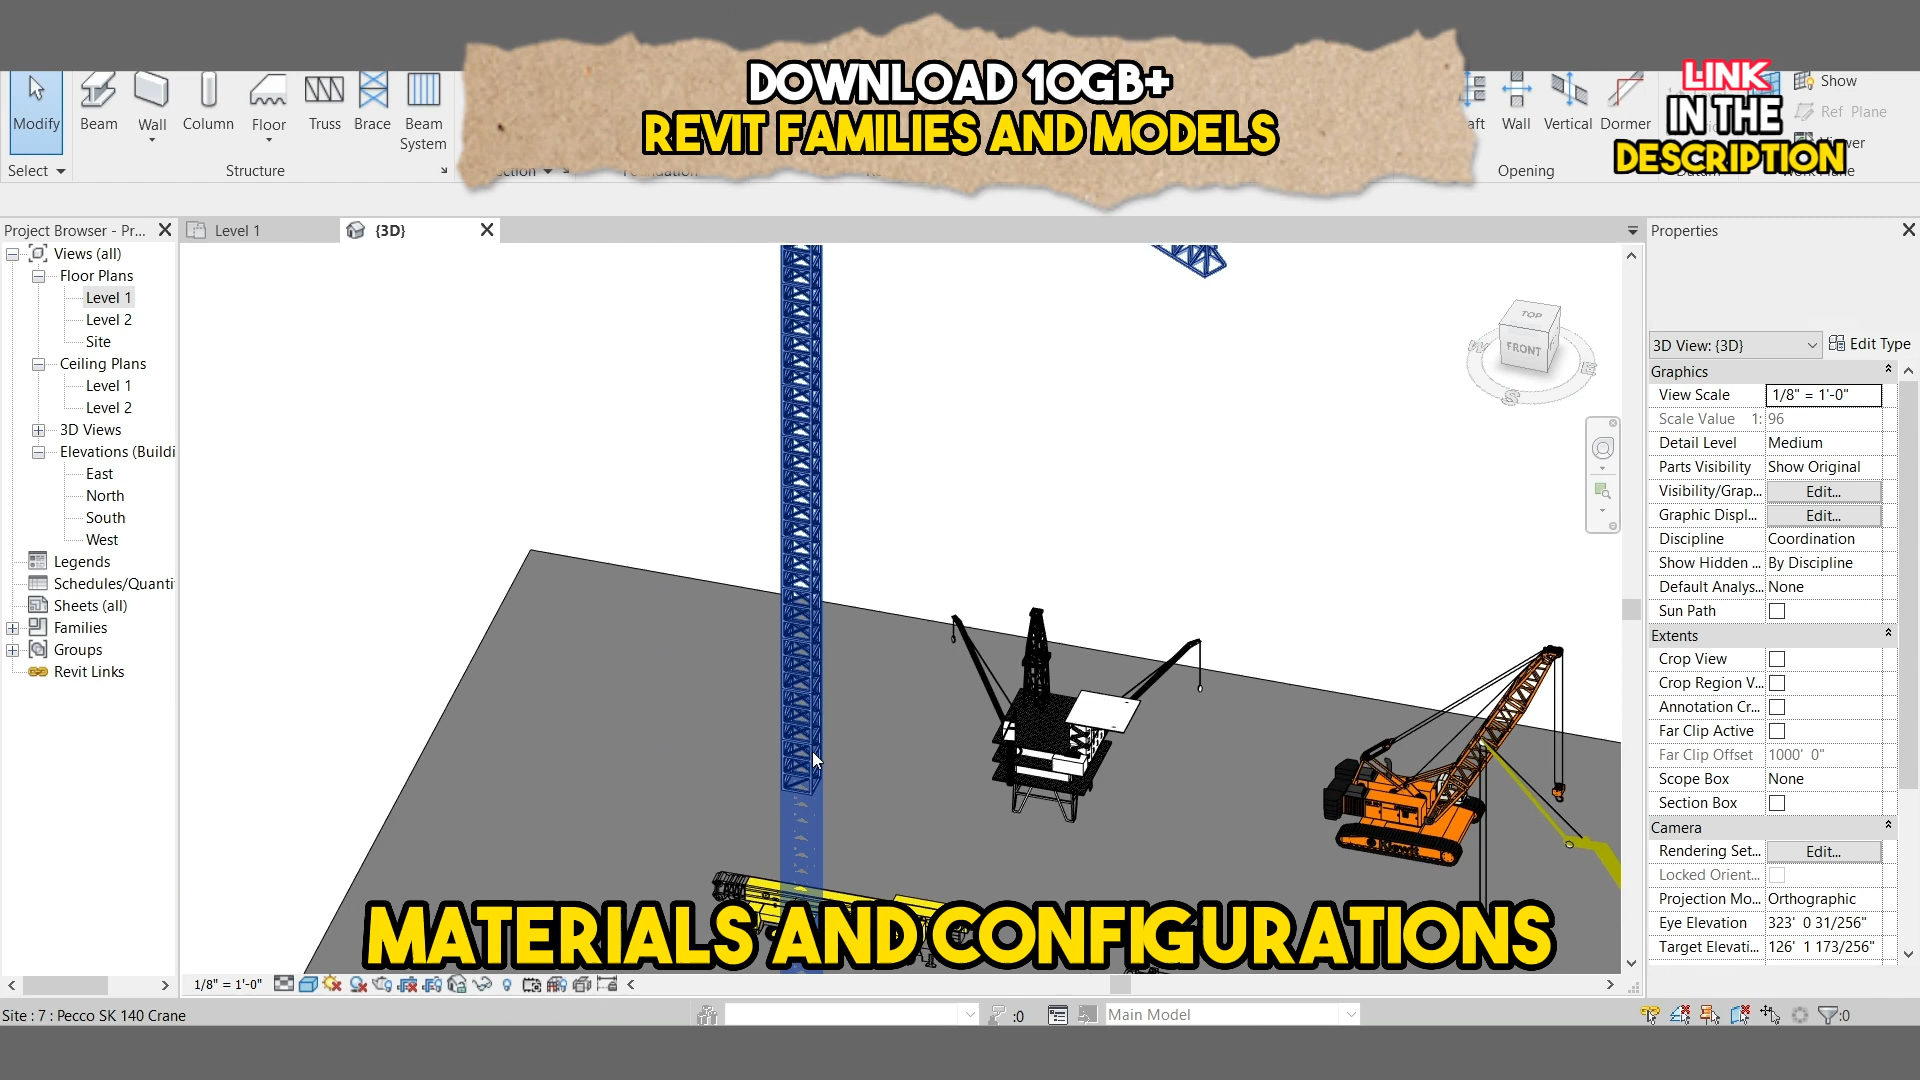 DOWNLOAD 10GB+
REVIT FAMILIES AND MODELS
LINK
IN THE
DESCRIPTION
Modify
Beam
Wall
Column
Floor
Truss
Brace
Beam
System
Wall
Vertical
Dormer
Show
Ref Plane
Select
Structure
Opening
Project Browser - Pr...
Level 1
{3D}
Properties
Views (all)
Floor Plans
Level 1
Level 2
Site
Ceiling Plans
Level 1
Level 2
3D Views
Elevations (Buildi
East
North
South
West
Legends
Schedules/Quanti
Sheets (all)
Families
Groups
Revit Links
TOP
FRONT
W
S
E
Kiewit
3D View: {3D}
Edit Type
Graphics
View Scale 1/8" = 1'-0"
Scale Value 1: 96
Detail Level Medium
Parts Visibility Show Original
Visibility/Grap... Edit...
Graphic Displ... Edit...
Discipline Coordination
Show Hidden ... By Discipline
Default Analys... None
Sun Path
Extents
Crop View
Crop Region V...
Annotation Cr...
Far Clip Active
Far Clip Offset 1000' 0"
Scope Box None
Section Box
Camera
Rendering Set... Edit...
Locked Orient...
Projection Mo... Orthographic
Eye Elevation 323' 0 31/256"
Target Elevati... 126' 1 173/256"
MATERIALS AND CONFIGURATIONS
1/8" = 1'-0"
Site : 7 : Pecco SK 140 Crane
:0
Main Model
:0